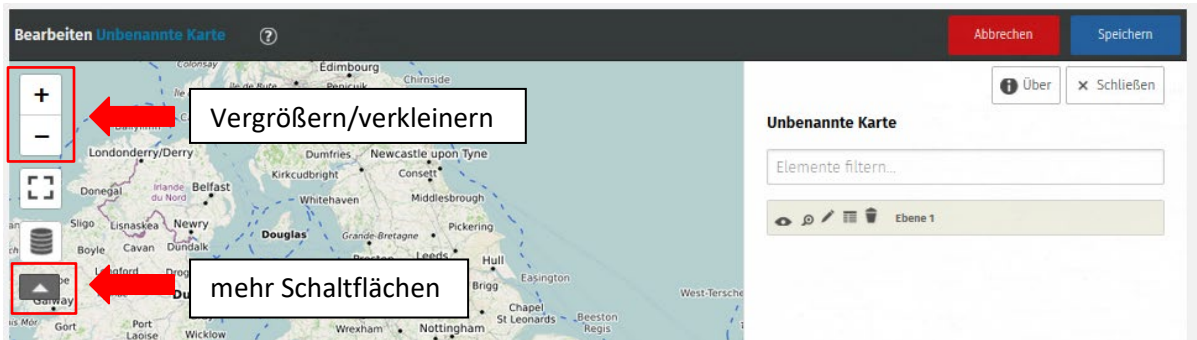 Bearbeiten Unbenannte Karte ?
Abbrechen
Speichern
Über
× Schließen
Unbenannte Karte
Elemente filtern...
Ebene 1
+
−
Vergrößern/verkleinern
mehr Schaltflächen
Colonsay
Edimbourg
Chirnside
Londonderry/Derry
Dumfries
Newcastle upon Tyne
Kirkcudbright
Consett
Donegal
Irlande du Nord
Belfast
Whitehaven
Middlesbrough
Sligo
Lisnaskea
Newry
Douglas
Grande-Bretagne
Pickering
Boyle
Cavan
Dundalk
Leeds
Hull
Longford
Easington
Brigg
West-Tersche
Galway
Chapel
St Leonards
Beeston
Regis
Gort
Port
Laoise
Wicklow
Wrexham
Nottingham